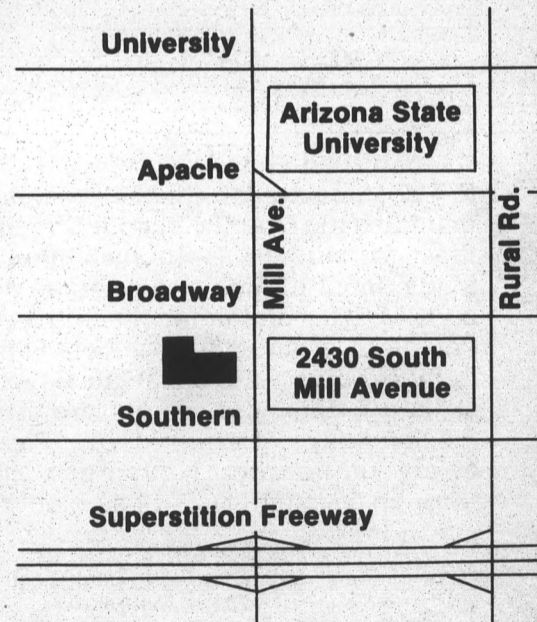 University
Arizona State
University
Apache
Mill Ave.
Rural Rd.
Broadway
2430 South
Mill Avenue
Southern
Superstition Freeway